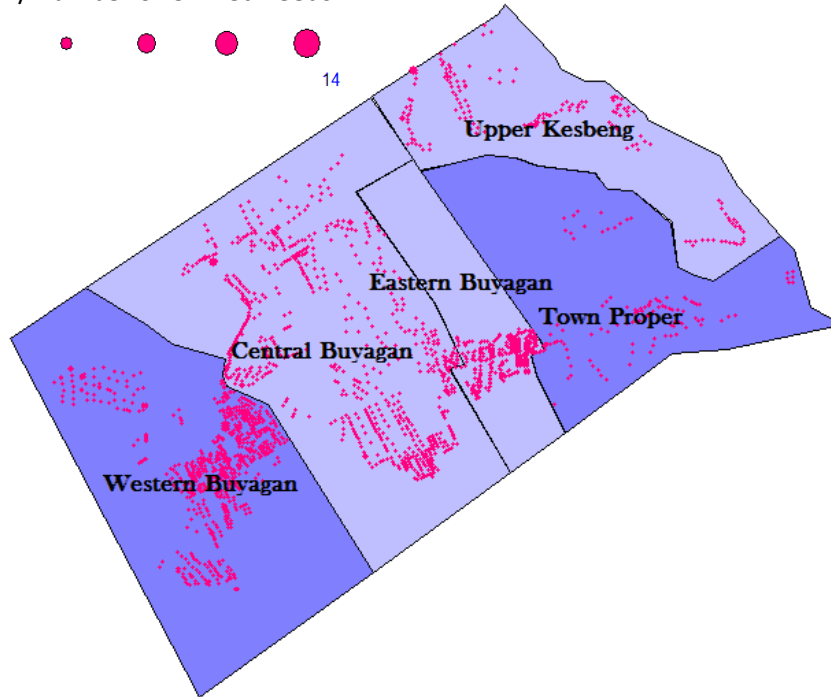 14
Upper Kesbeng
Eastern Buyagan
Town Proper
Central Buyagan
Western Buyagan